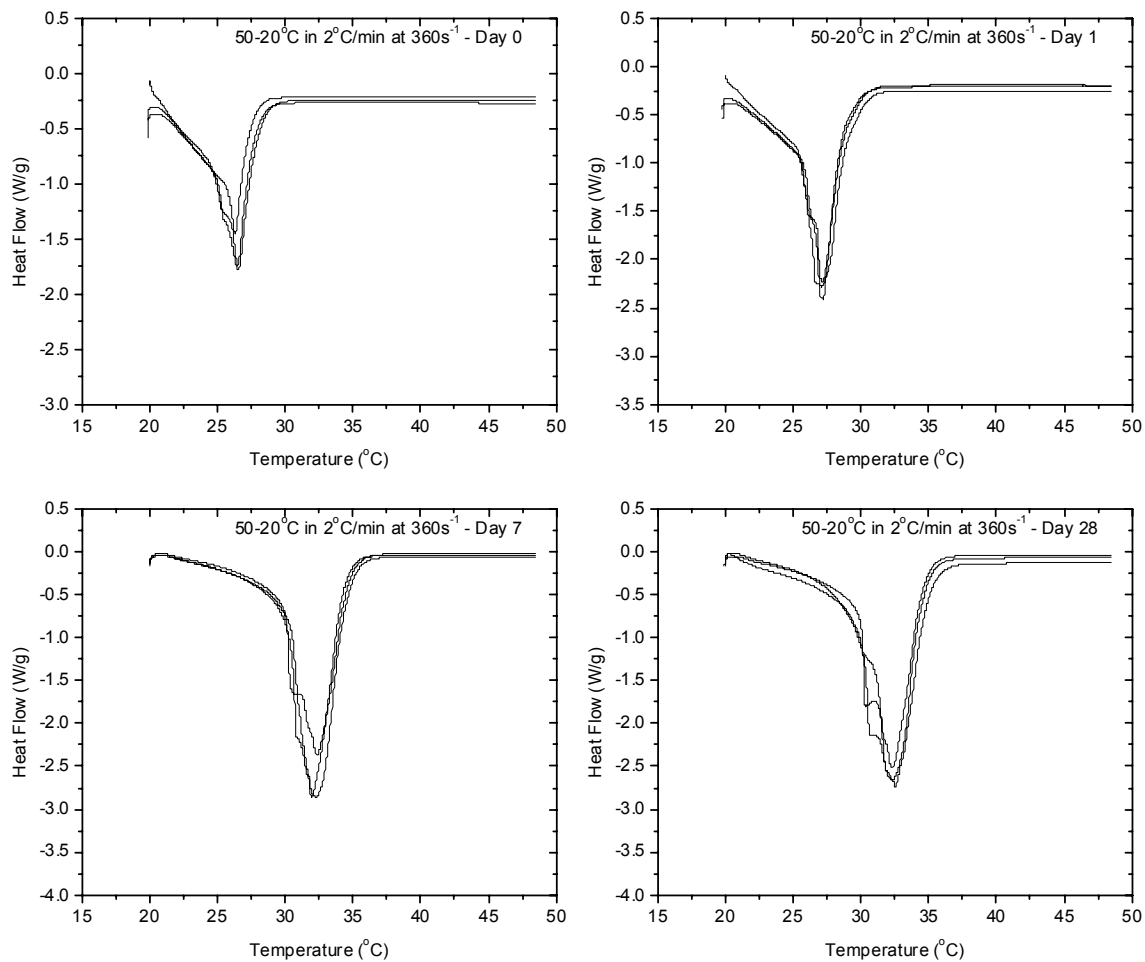 50-20°C in 2°C/min at 360s⁻¹ - Day 0
0.5
0.0
-0.5
-1.0
-1.5
-2.0
-2.5
-3.0
Heat Flow (W/g)
15 20 25 30 35 40 45 50
Temperature (°C)
50-20°C in 2°C/min at 360s⁻¹ - Day 1
0.5
0.0
-0.5
-1.0
-1.5
-2.0
-2.5
-3.0
-3.5
Heat Flow (W/g)
15 20 25 30 35 40 45 50
Temperature (°C)
50-20°C in 2°C/min at 360s⁻¹ - Day 7
0.5
0.0
-0.5
-1.0
-1.5
-2.0
-2.5
-3.0
-3.5
-4.0
Heat Flow (W/g)
15 20 25 30 35 40 45 50
Temperature (°C)
50-20°C in 2°C/min at 360s⁻¹ - Day 28
0.5
0.0
-0.5
-1.0
-1.5
-2.0
-2.5
-3.0
-3.5
-4.0
Heat Flow (W/g)
15 20 25 30 35 40 45 50
Temperature (°C)